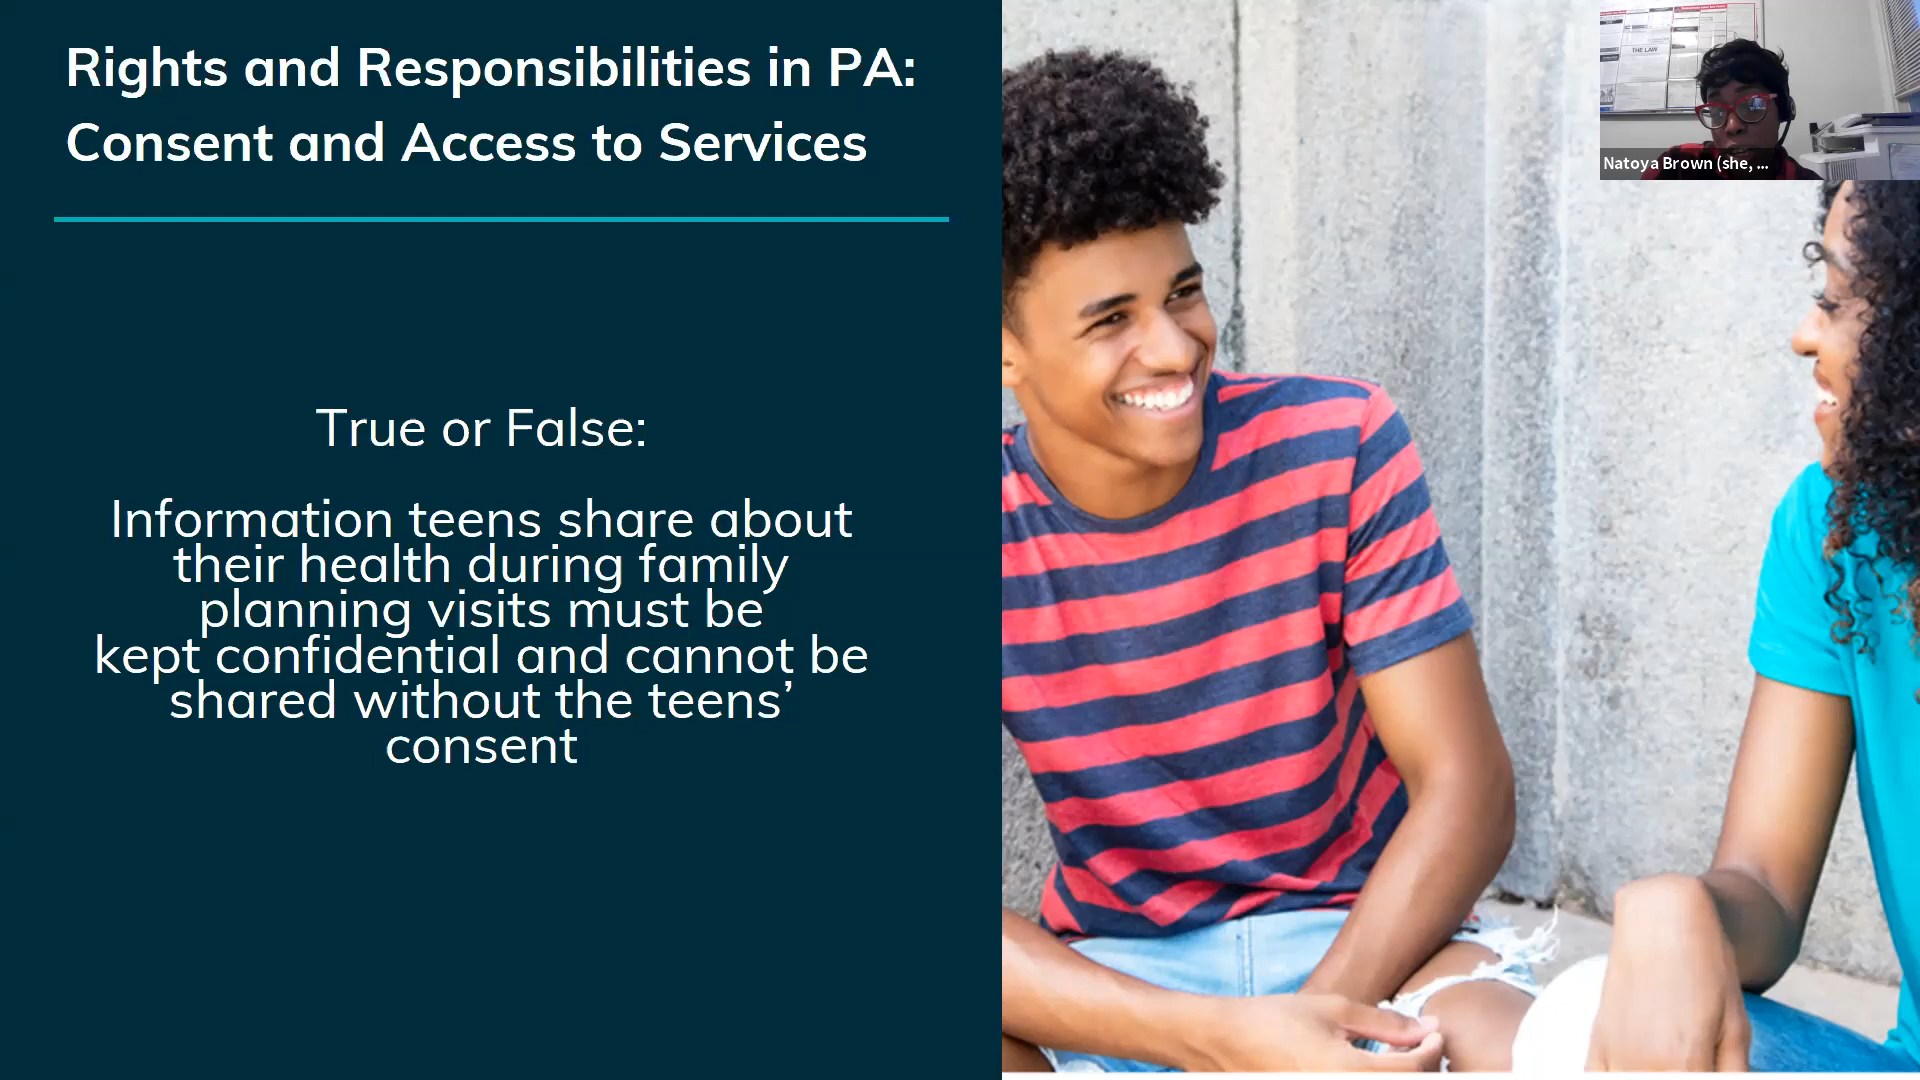 Rights and Responsibilities in PA:
Consent and Access to Services
True or False:
Information teens share about
their health during family
planning visits must be
kept confidential and cannot be
shared without the teens’
consent
THE LAW
Natoya Brown (she, ...